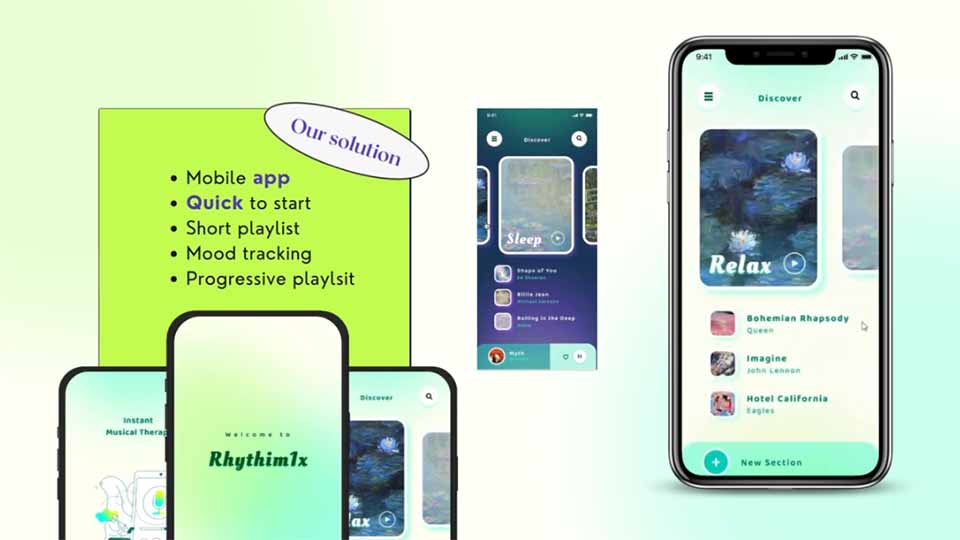 Our solution
Mobile app
Quick to start
Short playlist
Mood tracking
Progressive playlsit
Instant
Musical Therap
Welcome to
Rhythim1x
Discover
lax
9:41
Discover
Sleep
Shape of You
Ed Sheeran
Billie Jean
Michael Jackson
Rolling in the Deep
Adele
Myth
9:41
Discover
Relax
Bohemian Rhapsody
Queen
Imagine
John Lennon
Hotel California
Eagles
New Section